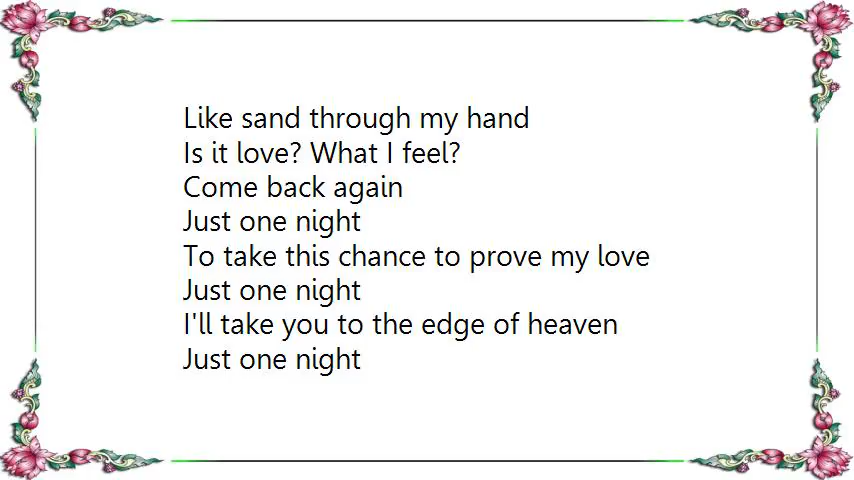 Like sand through my hand
Is it love? What I feel?
Come back again
Just one night
To take this chance to prove my love
Just one night
I'll take you to the edge of heaven
Just one night